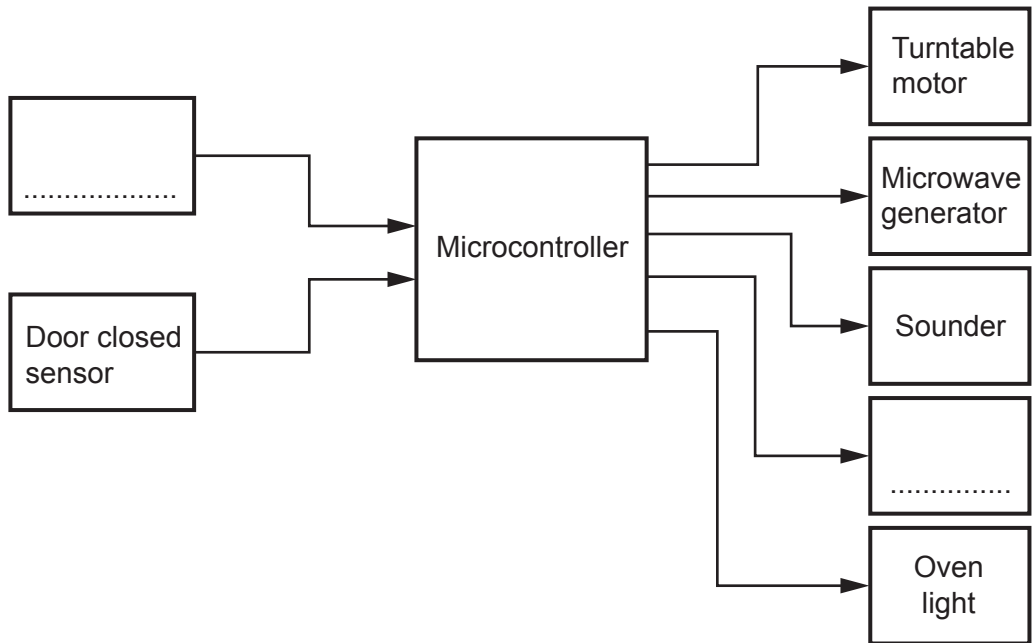 ...................
Door closed
sensor
Microcontroller
Turntable
motor
Microwave
generator
Sounder
...............
Oven
light